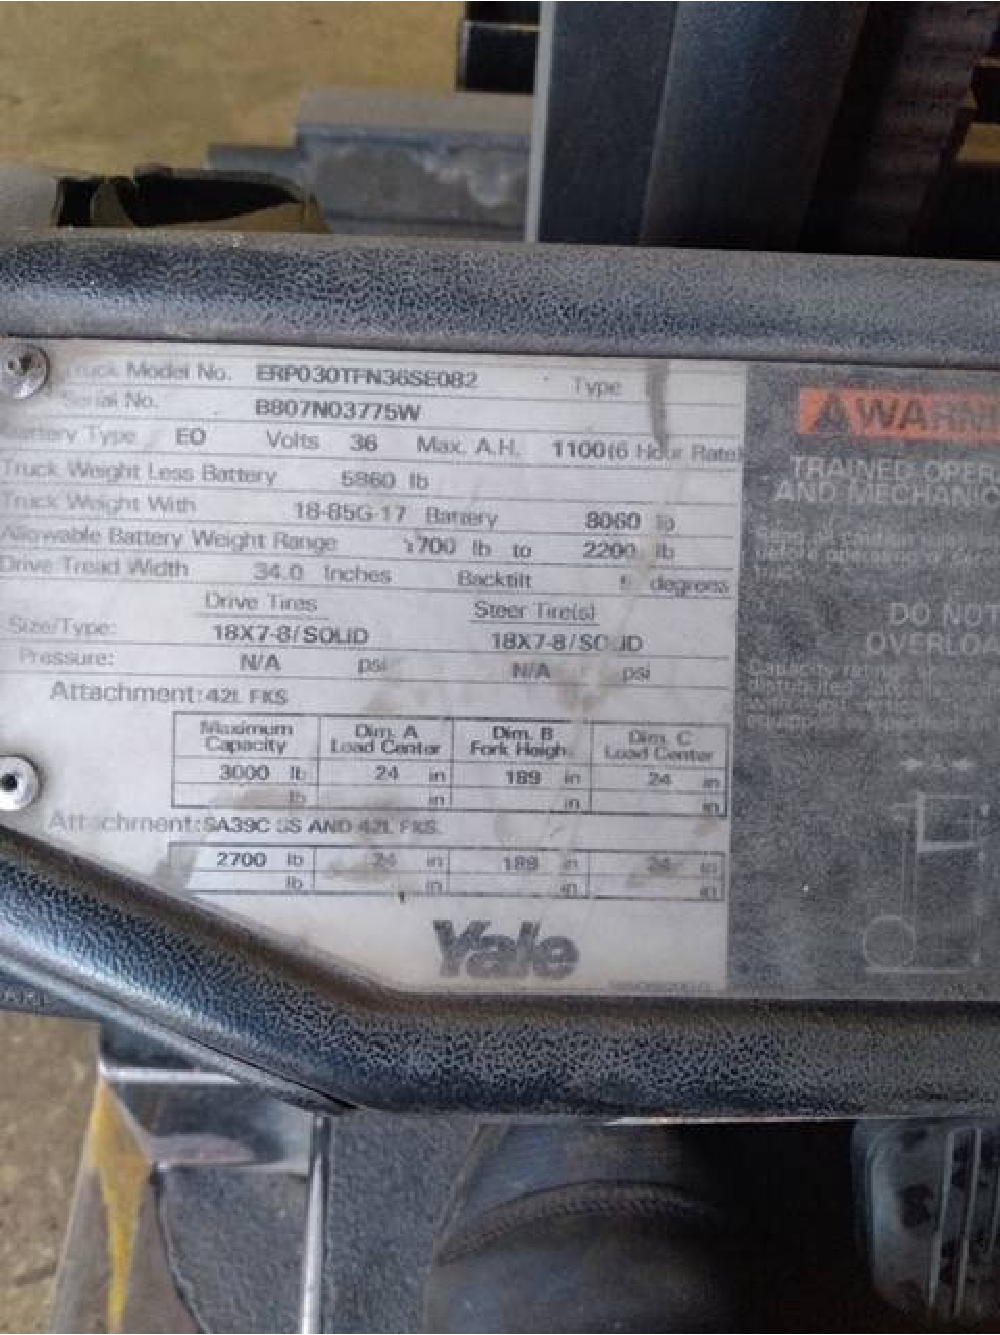 Truck Model No. ERP030TFN36SE082 Type
Serial No. B807N03775W
Battery Type EO Volts 36 Max. A.H. 1100(6 Hour Rate)
Truck Weight Less Battery 5860 lb
Truck Weight With 18-85G-17 Battery 8060 lb
Allowable Battery Weight Range 1700 lb to 2200 lb
Drive Tread Width 34.0 Inches Backtilt degrees
Drive Tires Steer Tire(s)
Size/Type: 18X7-8/SOLID 18X7-8/SOLID
Pressure: N/A psi N/A psi
Attachment: 42L FKS
Maximum Capacity Dim. A Load Center Dim. B Fork Height Dim. C Load Center
3000 lb 24 in 189 in 24 in
lb in in in
Attachment: AND 42L FKS.
2700 lb 24 in 189 in 24 in
lb in in in
Yale
WARNI
TRAINED OPER
AND MECHANIC
DO NOT
OVERLOA
Capacity rating
A